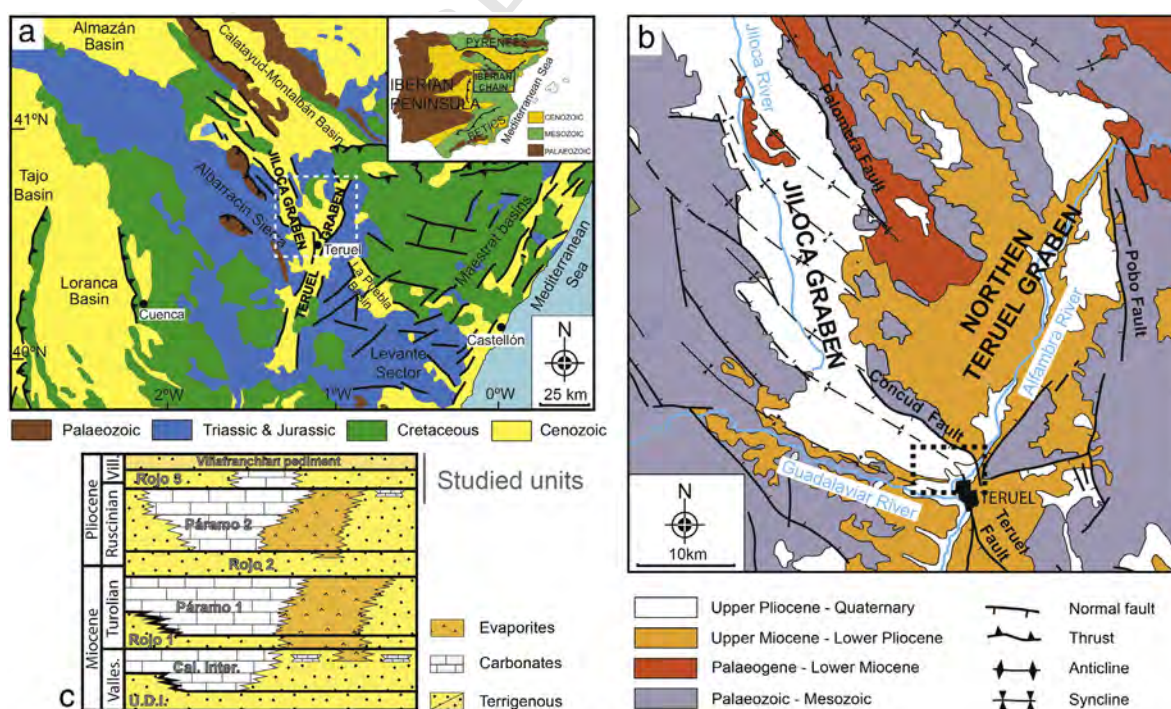 a
Almazán
Basin
Calatayud-Montalbán Basin
41ºN
Tajo
Basin
Albarracín Sierra
JILOCA GRABEN
GRABEN
TERUEL
Teruel
La Puebla
Basin
Maestrat basins
Mediterranean
Sea
Loranca
Basin
Cuenca
Castellón
Levante
Sector
40ºN
2ºW
1ºW
0ºW
N
25 km
PYRENEES
IBERIAN
PENINSULA
IBERIAN
CHAIN
BETICS
Mediterranean Sea
CENOZOIC
MESOZOIC
PALAEOZOIC
Palaeozoic
Triassic & Jurassic
Cretaceous
Cenozoic
b
Jiloca River
Palomera Fault
JILOCA GRABEN
NORTHEN
TERUEL GRABEN
Pobo Fault
Alfambra River
Concud Fault
Guadalaviar River
TERUEL
Teruel
Fault
N
10km
Upper Pliocene - Quaternary
Upper Miocene - Lower Pliocene
Palaeogene - Lower Miocene
Palaeozoic - Mesozoic
Normal fault
Thrust
Anticline
Syncline
c
Pliocene
Miocene
Vill.
Ruscinian
Turolian
Valles.
Villafranchian pediment
Rojo 3
Páramo 2
Rojo 2
Páramo 1
Rojo 1
Cal. Inter.
U.D.I.
Studied units
Evaporites
Carbonates
Terrigenous